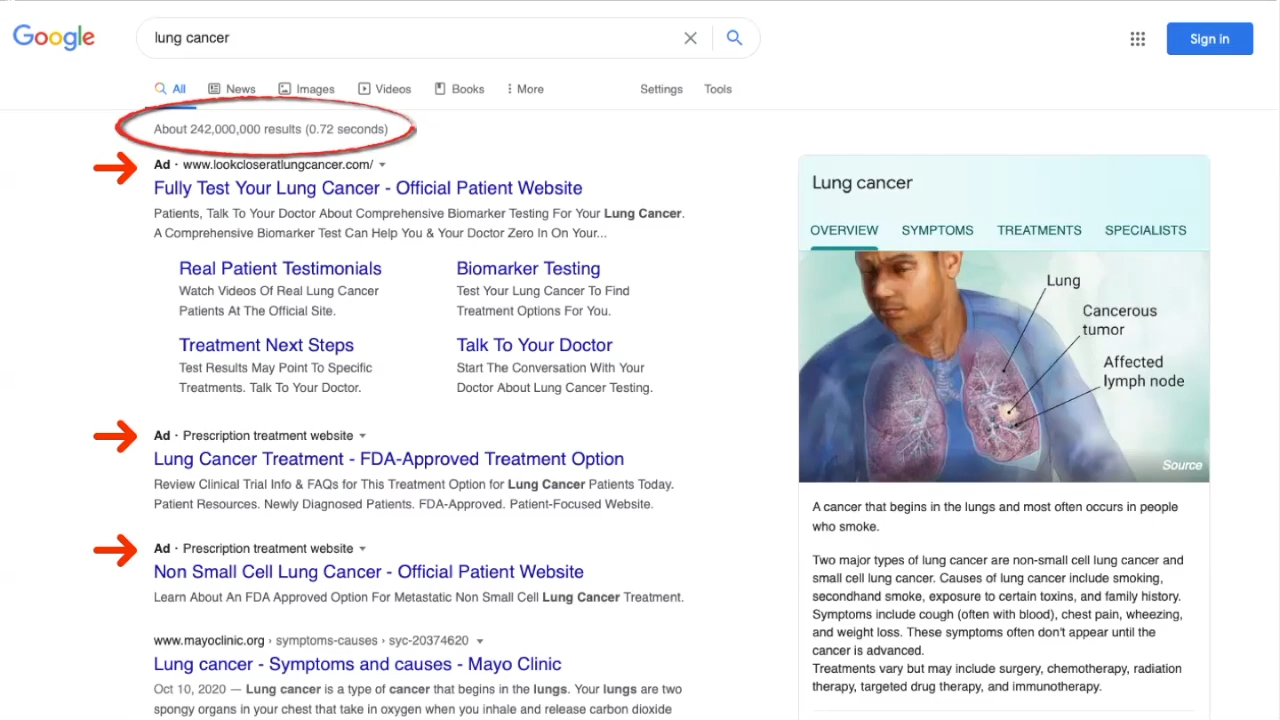 Google
lung cancer
Sign in
All News Images Videos Books More Settings Tools
About 242,000,000 results (0.72 seconds)
Ad · www.lookcloseratlungcancer.com/
Fully Test Your Lung Cancer - Official Patient Website
Patients, Talk To Your Doctor About Comprehensive Biomarker Testing For Your Lung Cancer.
A Comprehensive Biomarker Test Can Help You & Your Doctor Zero In On Your...
Real Patient Testimonials
Watch Videos Of Real Lung Cancer
Patients At The Official Site.
Biomarker Testing
Test Your Lung Cancer To Find
Treatment Options For You.
Treatment Next Steps
Test Results May Point To Specific
Treatments. Talk To Your Doctor.
Talk To Your Doctor
Start The Conversation With Your
Doctor About Lung Cancer Testing.
Ad · Prescription treatment website
Lung Cancer Treatment - FDA-Approved Treatment Option
Review Clinical Trial Info & FAQs for This Treatment Option for Lung Cancer Patients Today.
Patient Resources. Newly Diagnosed Patients. FDA-Approved. Patient-Focused Website.
Ad · Prescription treatment website
Non Small Cell Lung Cancer - Official Patient Website
Learn About An FDA Approved Option For Metastatic Non Small Cell Lung Cancer Treatment.
www.mayoclinic.org › symptoms-causes › syc-20374620
Lung cancer - Symptoms and causes - Mayo Clinic
Oct 10, 2020 — Lung cancer is a type of cancer that begins in the lungs. Your lungs are two
spongy organs in your chest that take in oxygen when you inhale and release carbon dioxide
Lung cancer
OVERVIEW SYMPTOMS TREATMENTS SPECIALISTS
Lung
Cancerous
tumor
Affected
lymph node
Source
A cancer that begins in the lungs and most often occurs in people
who smoke.
Two major types of lung cancer are non-small cell lung cancer and
small cell lung cancer. Causes of lung cancer include smoking,
secondhand smoke, exposure to certain toxins, and family history.
Symptoms include cough (often with blood), chest pain, wheezing,
and weight loss. These symptoms often don't appear until the
cancer is advanced.
Treatments vary but may include surgery, chemotherapy, radiation
therapy, targeted drug therapy, and immunotherapy.